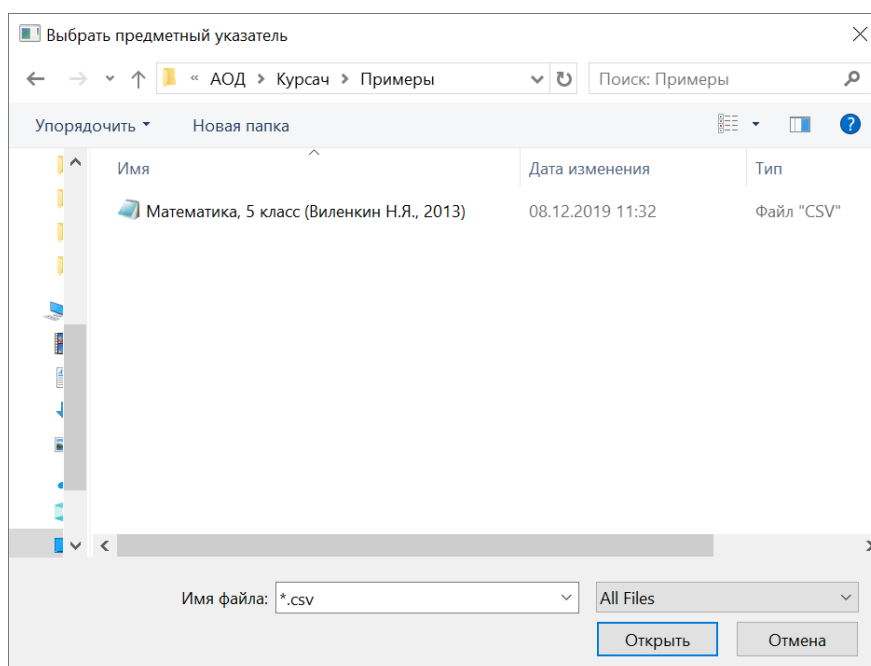 Выбрать предметный указатель
« АОД > Курсач > Примеры
Поиск: Примеры
Упорядочить
Новая папка
Имя
Дата изменения
Тип
Математика, 5 класс (Виленкин Н.Я., 2013)
08.12.2019 11:32
Файл "CSV"
Имя файла:
*.csv
All Files
Открыть
Отмена